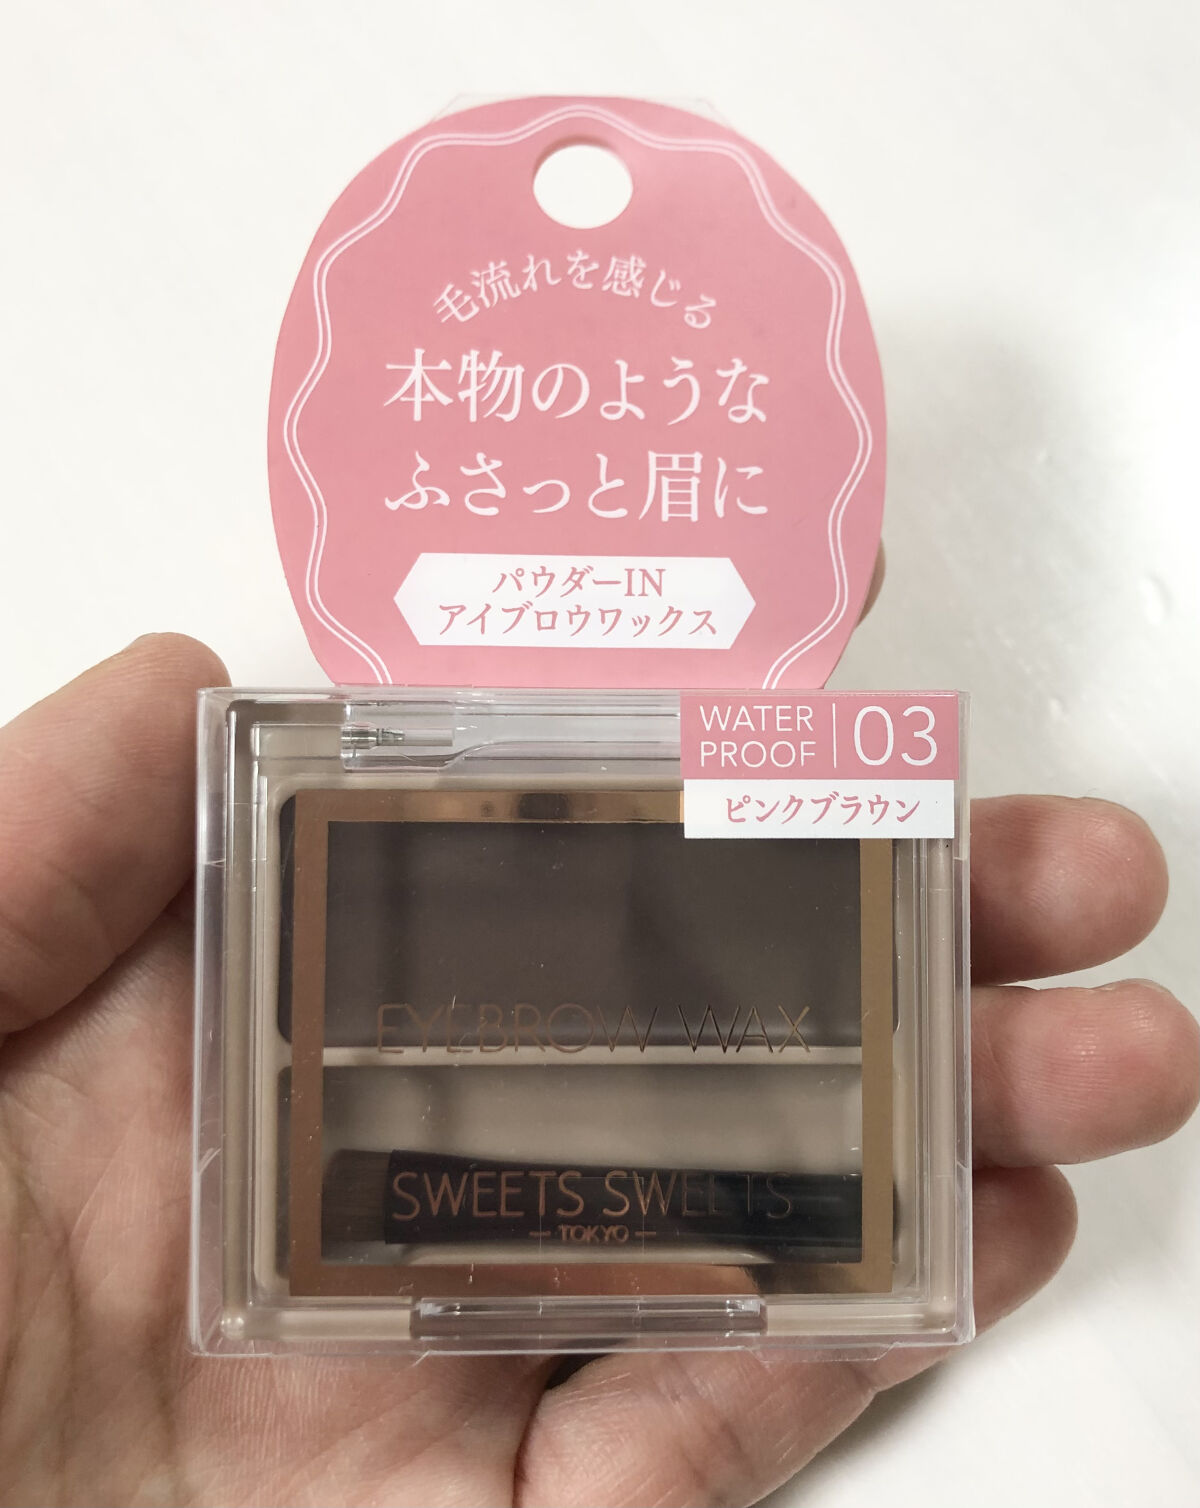 毛流れを感じる
本物のような
ふさっと眉に
パウダーIN
アイブロウワックス
WATER
PROOF
03
ピンクブラウン
EYEBROW WAX
SWEETS SWEETS
TOKYO